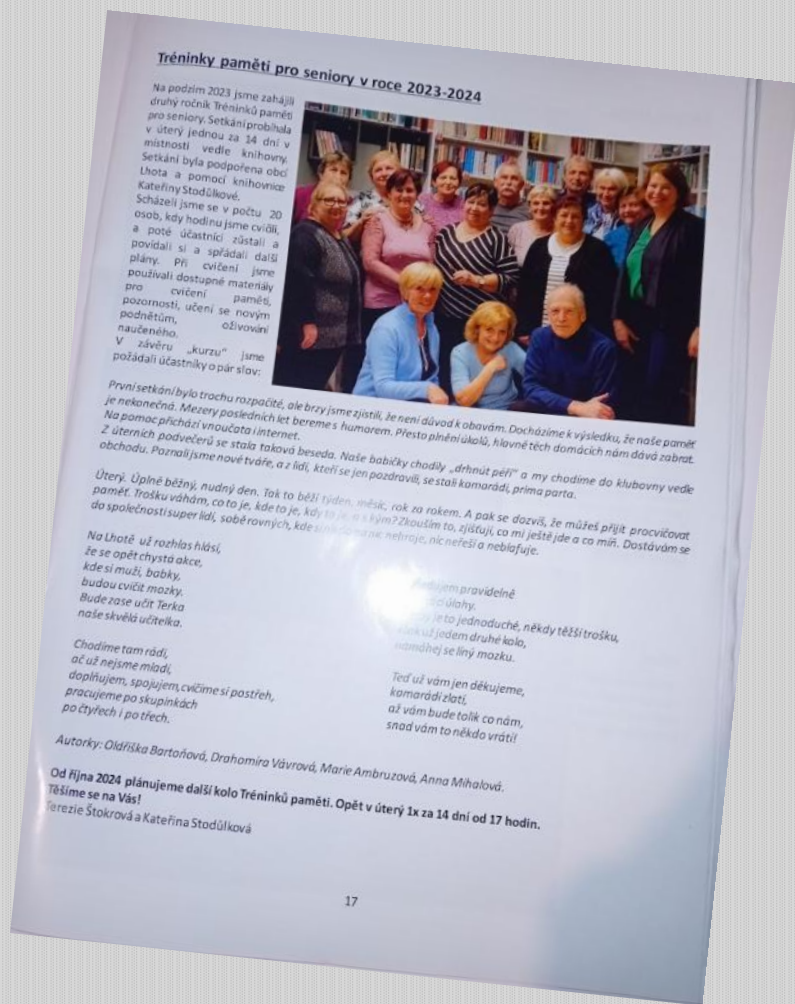 Tréninky paměti pro seniory v roce 2023-2024
Na podzim 2023 jsme zahájili
druhý ročník Tréninků paměti
pro seniory. Setkání probíhala
v úterý jednou za 14 dní v
místnosti vedle knihovny.
Setkání byla podpořena obcí
Lhota a pomocí knihovnice
Kateřiny Stodůlkové.
Scházeli jsme se v počtu 20
osob, kdy hodinu jsme cvičili,
a poté účastníci zůstali a
povídali si a spřádali další
plány. Při cvičení jsme
používali dostupné materiály
pro cvičení paměti,
pozornosti, učení se novým
podnětům, oživování
naučeného.
V závěru „kurzu" jsme
požádali účastníky o pár slov:
První setkání bylo trochu rozpačité, ale brzy jsme zjistili, že není důvod k obavám. Docházíme k výsledku, že naše paměť
je nekonečná. Mezery posledních let bereme s humorem. Přesto plnění úkolů, hlavně těch domácích nám dává zabrat.
Na pomoc přichází vnoučata i internet.
Z úterních podvečerů se stala taková beseda. Naše babičky chodily „drhnút péří" a my chodíme do klubovny vedle
obchodu. Poznali jsme nové tváře, a z lidí, kteří se jen pozdravili, se stali kamarádi, prima parta.
Úterý. Úplně běžný, nudný den. Tak to běží týden, měsíc, rok za rokem. A pak se dozvíš, že můžeš přijít procvičovat
paměť. Trošku váhám, co to je, kde to je, kdy to je, a s kým? Zkouším to, zjišťuji, co mi ještě jde a co míň. Dostávám se
do společnosti super lidí, sobě rovných, kde si na nic nehraje, nic neřeší a neblafuje.
Na Lhotě už rozhlas hlásí,
že se opět chystá akce,
kde si muži, babky,
budou cvičit mozky.
Bude zase učit Terka
naše skvělá učitelka.
Chodíme tam rádi,
ač už nejsme mladí,
doplňujem, spojujem, cvičíme si postřeh,
pracujeme po skupinkách
po čtyřech i po třech.
pravidelně
úlohy.
je to jednoduché, někdy těžší trošku,
už jedem druhé kolo,
namáhej se líný mozku.
Teď už vám jen děkujeme,
kamarádi zlatí,
až vám bude tolik co nám,
snad vám to někdo vrátí!
Autorky: Oldřiška Bartoňová, Drahomíra Vávrová, Marie Ambruzová, Anna Mihalová.
Od října 2024 plánujeme další kolo Tréninků paměti. Opět v úterý 1x za 14 dní od 17 hodin.
Těšíme se na Vás!
Terezie Štokrová a Kateřina Stodůlková
17